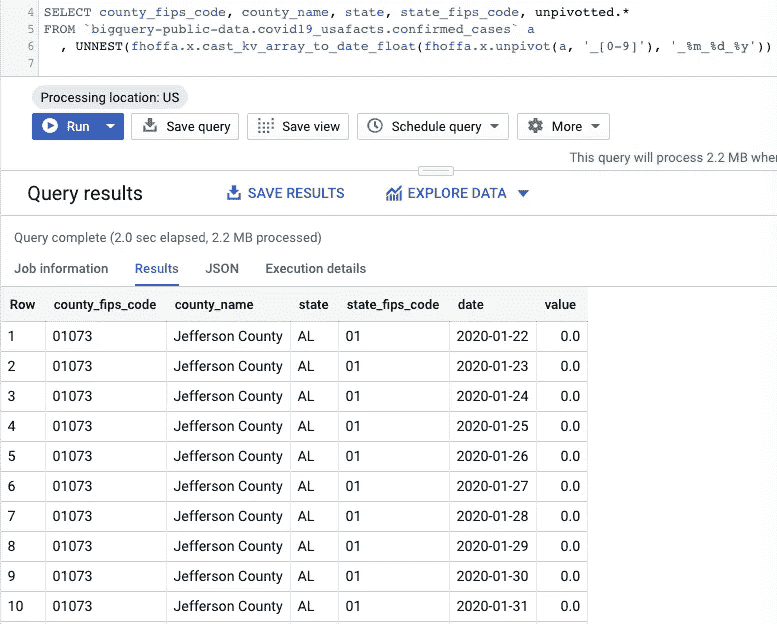 4 SELECT county_fips_code, county_name, state, state_fips_code, unpivotted.*
5 FROM `bigquery-public-data.covid19_usafacts.confirmed_cases` a
6 , UNNEST(fhoffa.x.cast_kv_array_to_date_float(fhoffa.x.unpivot(a, '_[0-9]'), '_%m_%d_%y'))
7
Processing location: US
Run Save query Save view Schedule query More
This query will process 2.2 MB when
Query results SAVE RESULTS EXPLORE DATA
Query complete (2.0 sec elapsed, 2.2 MB processed)
Job information Results JSON Execution details
Row county_fips_code county_name state state_fips_code date value
1 01073 Jefferson County AL 01 2020-01-22 0.0
2 01073 Jefferson County AL 01 2020-01-23 0.0
3 01073 Jefferson County AL 01 2020-01-24 0.0
4 01073 Jefferson County AL 01 2020-01-25 0.0
5 01073 Jefferson County AL 01 2020-01-26 0.0
6 01073 Jefferson County AL 01 2020-01-27 0.0
7 01073 Jefferson County AL 01 2020-01-28 0.0
8 01073 Jefferson County AL 01 2020-01-29 0.0
9 01073 Jefferson County AL 01 2020-01-30 0.0
10 01073 Jefferson County AL 01 2020-01-31 0.0